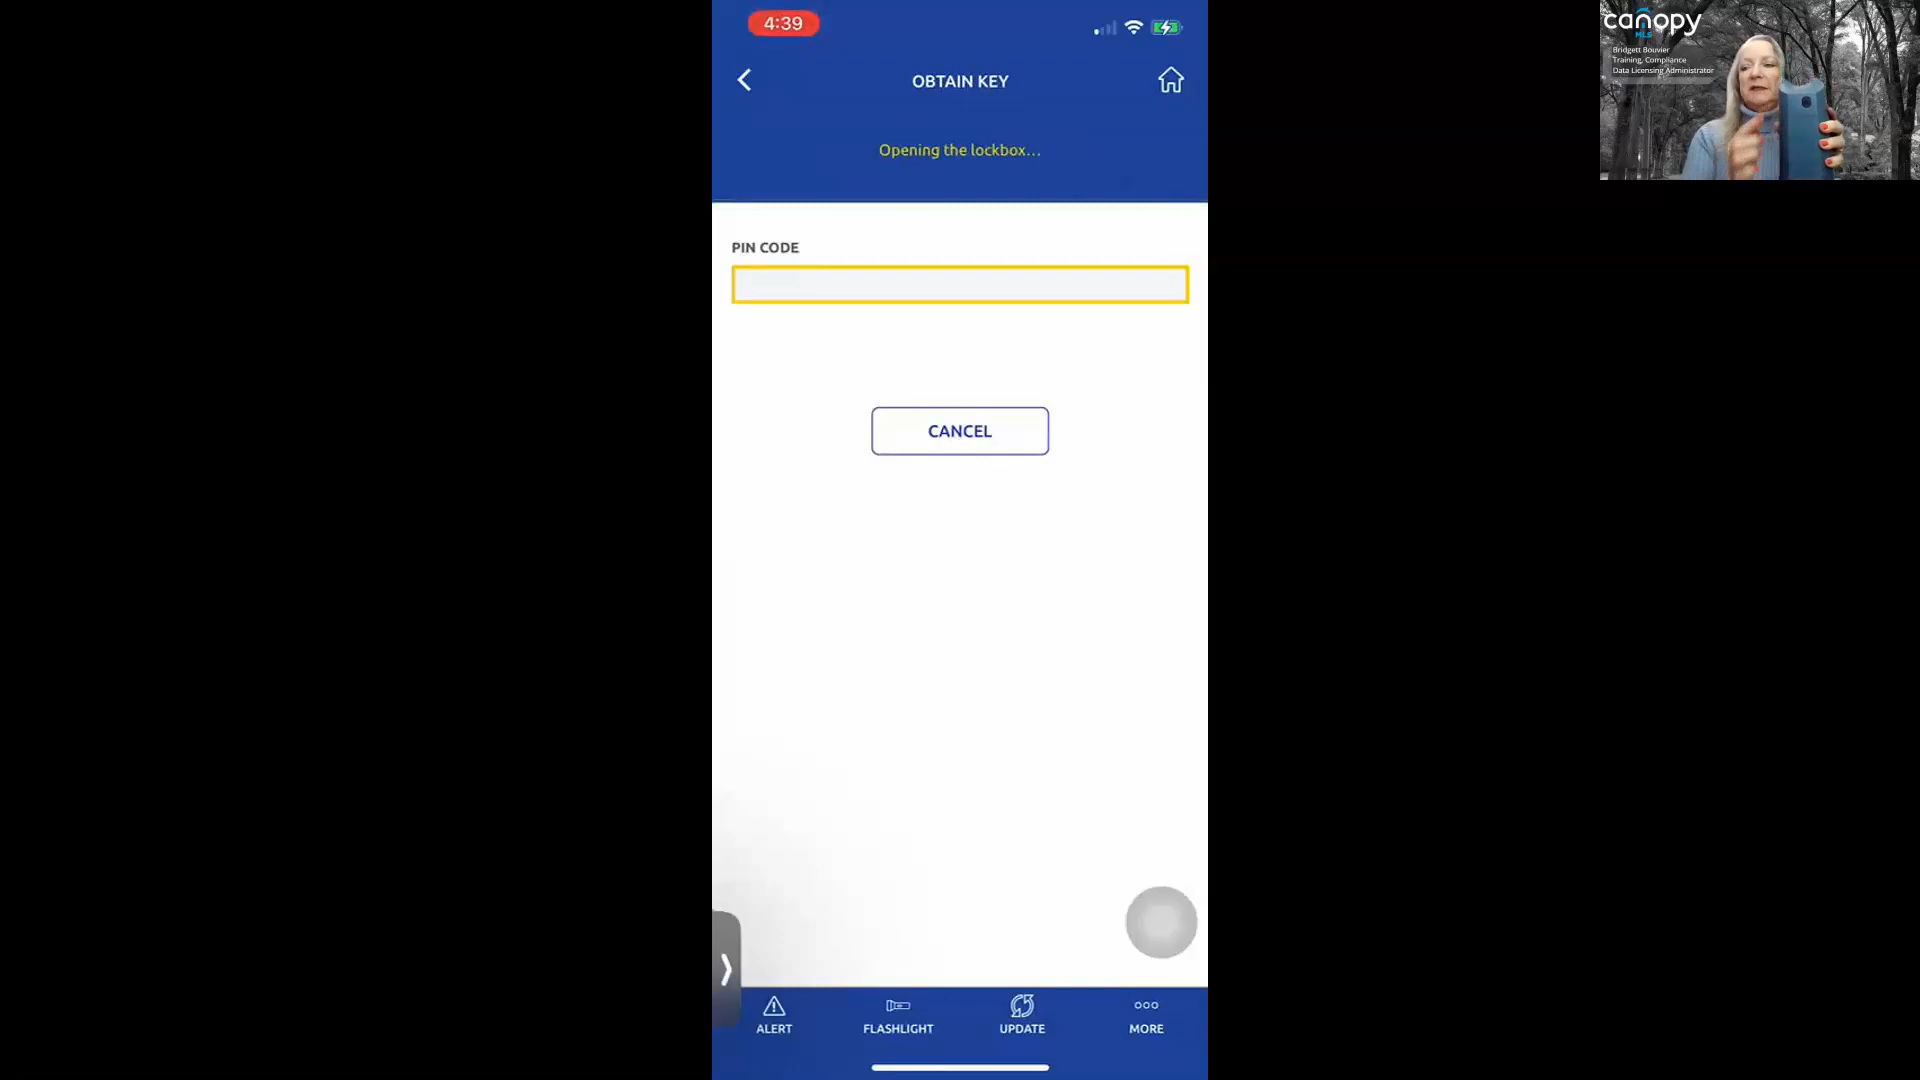 4:39
OBTAIN KEY
Opening the lockbox...
PIN CODE
CANCEL
ALERT
FLASHLIGHT
UPDATE
MORE
canopy
MLS
Bridgett Bouvier
Training, Compliance
Data Licensing Administrator